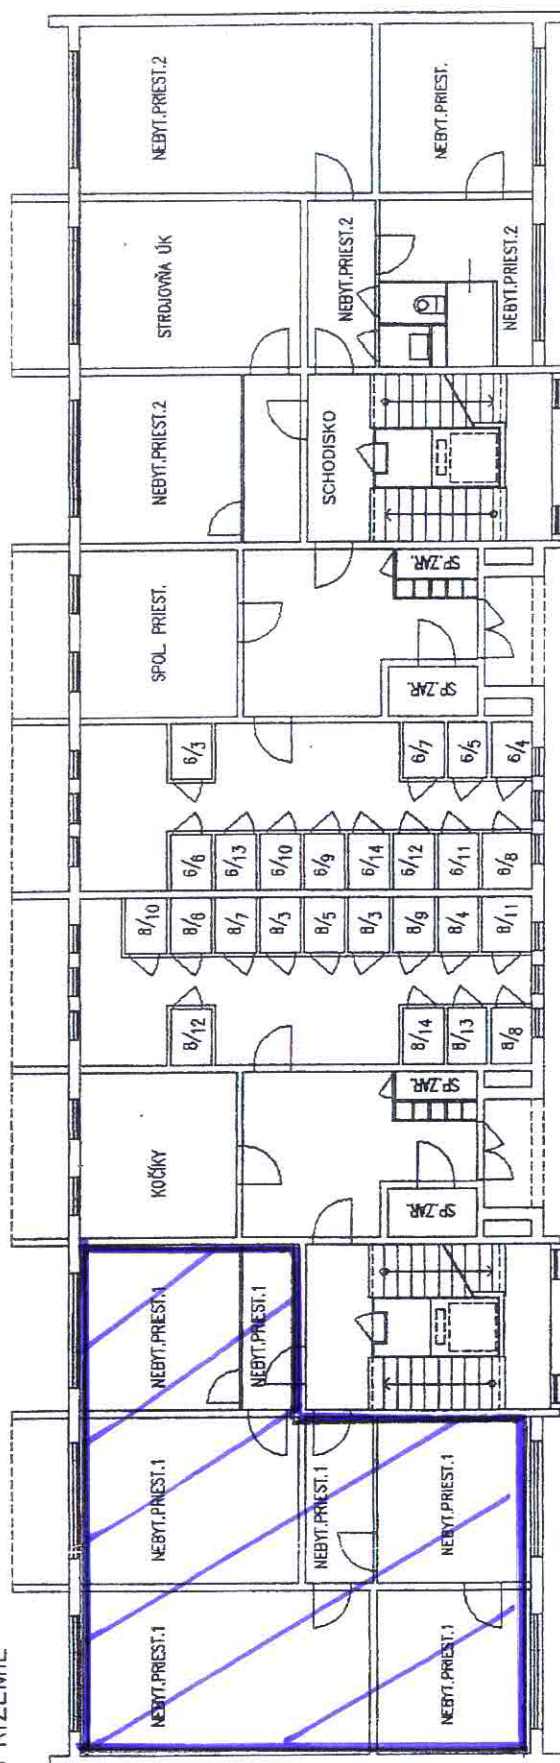 PRÍZEMIE
NEBYT.PRIEST.1
NEBYT.PRIEST.1
NEBYT.PRIEST.1
KOČÍKY
8/10
SPOL. PRIEST.
NEBYT.PRIEST.2
STROJOVŇA ÚK
NEBYT.PRIEST.2
8/12
8/6
6/6
6/3
8/7
6/13
NEBYT.PRIEST.1
8/3
6/10
NEBYT.PRIEST.1
8/5
6/9
SCHODISKO
NEBYT.PRIEST.2
8/3
6/14
8/14
8/9
6/12
6/7
NEBYT.PRIEST.1
NEBYT.PRIEST.1
SP.ZAR.
SP.ZAR.
SP.ZAR.
SP.ZAR.
NEBYT.PRIEST.
8/13
8/4
6/11
6/5
8/8
8/11
6/8
6/4
NEBYT.PRIEST.2